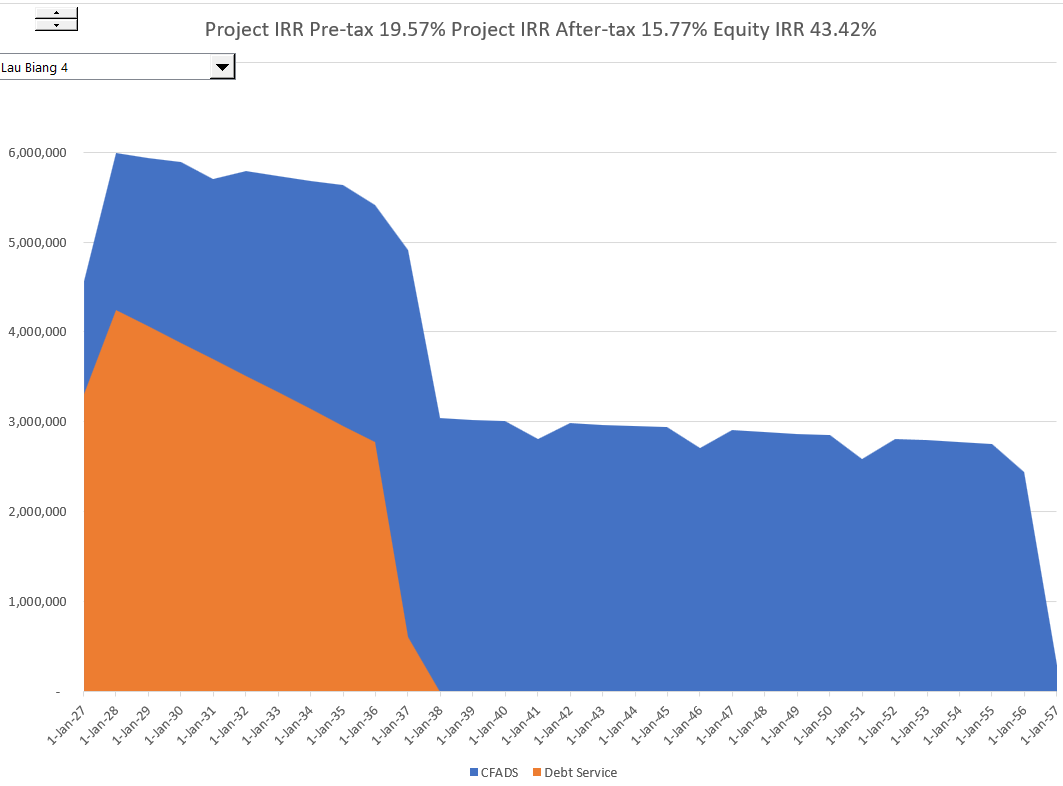 Project IRR Pre-tax 19.57% Project IRR After-tax 15.77% Equity IRR 43.42%
Lau Biang 4
6,000,000
5,000,000
4,000,000
3,000,000
2,000,000
1,000,000
-
1-Jan-27
1-Jan-28
1-Jan-29
1-Jan-30
1-Jan-31
1-Jan-32
1-Jan-33
1-Jan-34
1-Jan-35
1-Jan-36
1-Jan-37
1-Jan-38
1-Jan-39
1-Jan-40
1-Jan-41
1-Jan-42
1-Jan-43
1-Jan-44
1-Jan-45
1-Jan-46
1-Jan-47
1-Jan-48
1-Jan-49
1-Jan-50
1-Jan-51
1-Jan-52
1-Jan-53
1-Jan-54
1-Jan-55
1-Jan-56
1-Jan-57
CFADS
Debt Service